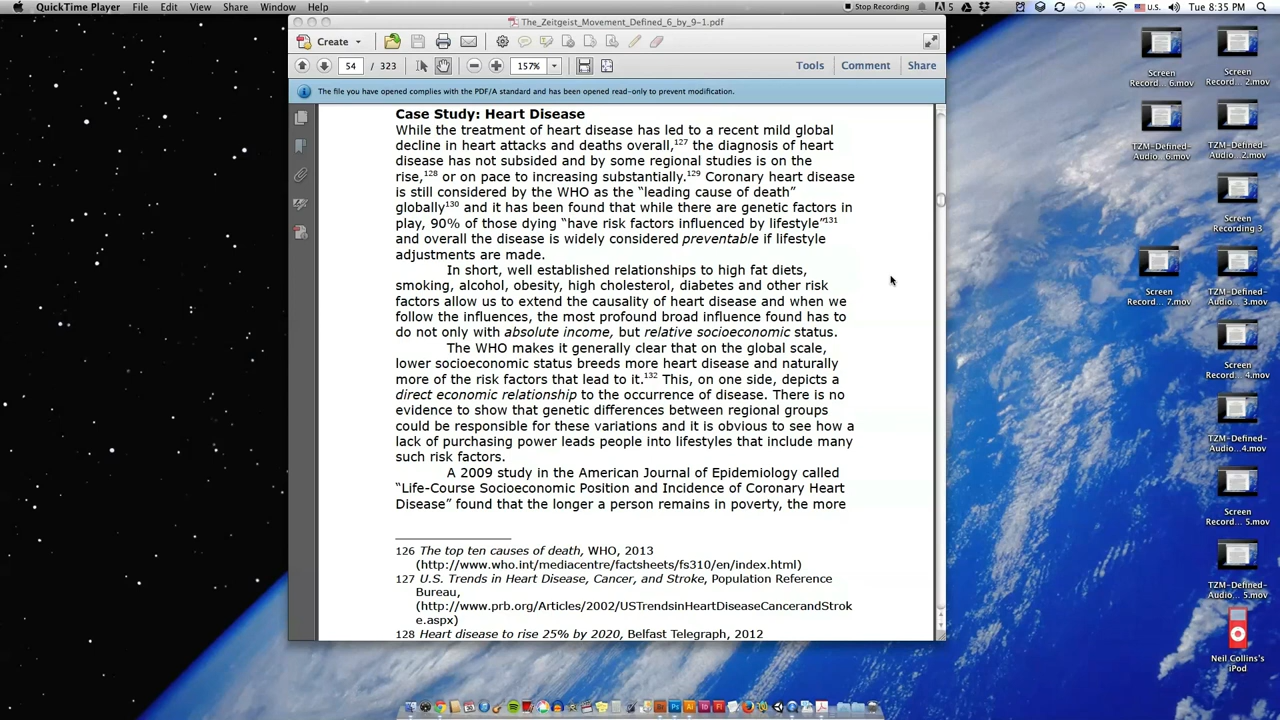 QuickTime Player File Edit View Share Window Help
Stop Recording 5 U.S. Tue 8:35 PM
The_Zeitgeist_Movement_Defined_6_by_9-1.pdf
Create
54 / 323 157% Tools Comment Share
The file you have opened complies with the PDF/A standard and has been opened read-only to prevent modification.
Case Study: Heart Disease
While the treatment of heart disease has led to a recent mild global
decline in heart attacks and deaths overall,127 the diagnosis of heart
disease has not subsided and by some regional studies is on the
rise,128 or on pace to increasing substantially.129 Coronary heart disease
is still considered by the WHO as the “leading cause of death”
globally130 and it has been found that while there are genetic factors in
play, 90% of those dying “have risk factors influenced by lifestyle”131
and overall the disease is widely considered preventable if lifestyle
adjustments are made.
In short, well established relationships to high fat diets,
smoking, alcohol, obesity, high cholesterol, diabetes and other risk
factors allow us to extend the causality of heart disease and when we
follow the influences, the most profound broad influence found has to
do not only with absolute income, but relative socioeconomic status.
The WHO makes it generally clear that on the global scale,
lower socioeconomic status breeds more heart disease and naturally
more of the risk factors that lead to it.132 This, on one side, depicts a
direct economic relationship to the occurrence of disease. There is no
evidence to show that genetic differences between regional groups
could be responsible for these variations and it is obvious to see how a
lack of purchasing power leads people into lifestyles that include many
such risk factors.
A 2009 study in the American Journal of Epidemiology called
“Life-Course Socioeconomic Position and Incidence of Coronary Heart
Disease” found that the longer a person remains in poverty, the more
126 The top ten causes of death, WHO, 2013
(http://www.who.int/mediacentre/factsheets/fs310/en/index.html)
127 U.S. Trends in Heart Disease, Cancer, and Stroke, Population Reference
Bureau,
(http://www.prb.org/Articles/2002/USTrendsinHeartDiseaseCancerandStrok
e.aspx)
128 Heart disease to rise 25% by 2020, Belfast Telegraph, 2012
Screen
Record...6.mov
Screen
Record...2.mov
TZM-Defined-
Audio...6.mov
TZM-Defined-
Audio...2.mov
Screen
Recording 3
Screen
Record... 7.mov
TZM-Defined-
Audio... 3.mov
Screen
Record...4.mov
TZM-Defined-
Audio...4.mov
Screen
Record... 5.mov
TZM-Defined-
Audio... 5.mov
Neil Collins's
iPod